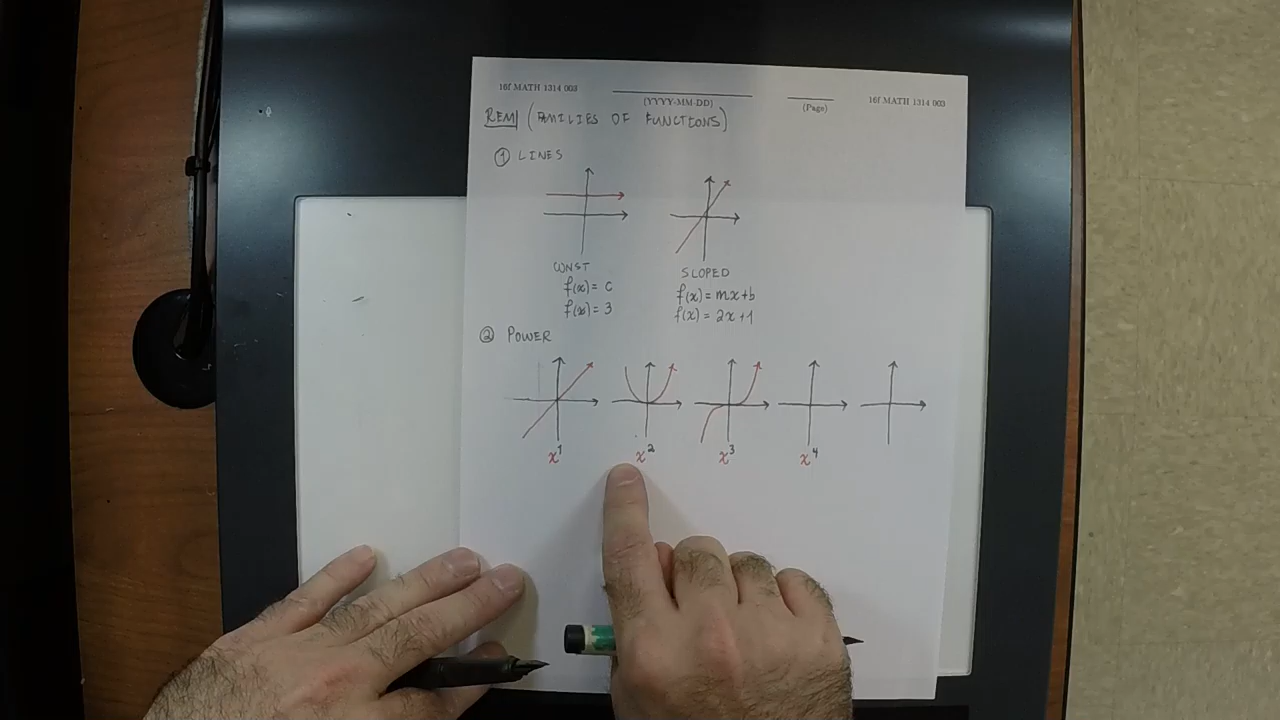 16f MATH 1314 003 (YYYY-MM-DD) (Page) 16f MATH 1314 003
REM (FAMILIES OF FUNCTIONS)
① LINES
CONST SLOPED
f(x) = C f(x) = mx+b
f(x) = 3 f(x) = 2x+1
② POWER
x¹ x² x³ x⁴